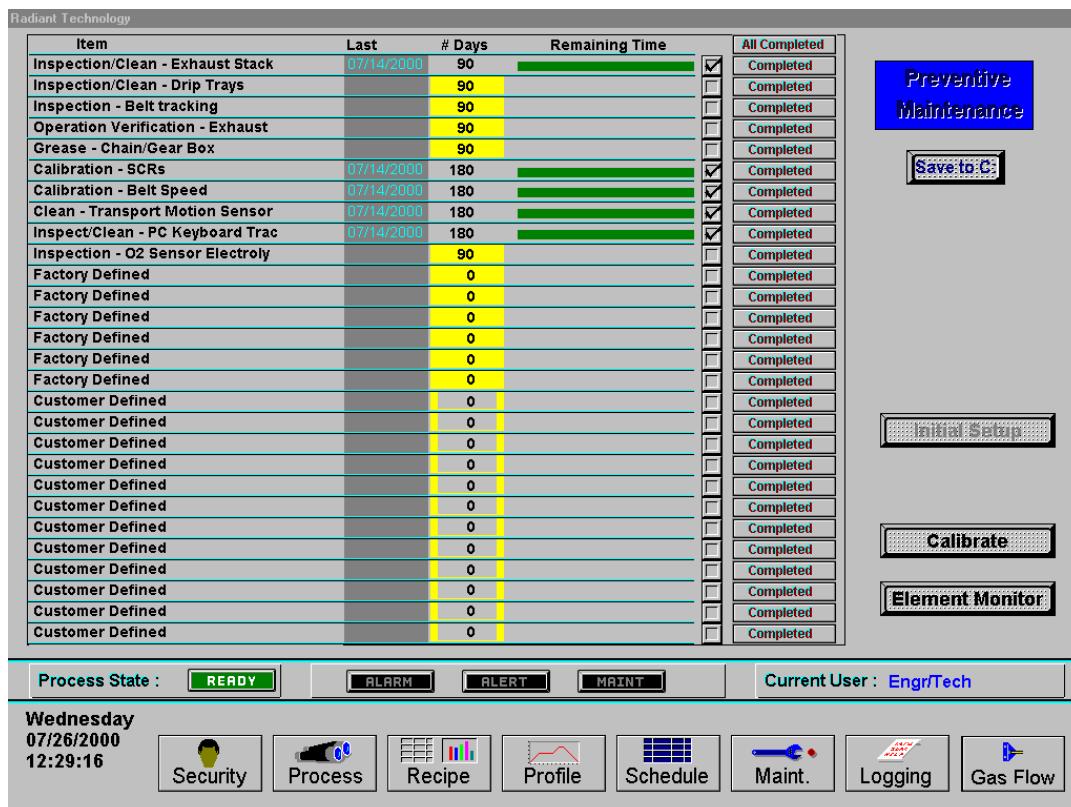 Radiant Technology
Item Last # Days Remaining Time All Completed
Inspection/Clean - Exhaust Stack 07/14/2000 90 Completed
Inspection/Clean - Drip Trays 90 Completed
Inspection - Belt tracking 90 Completed
Operation Verification - Exhaust 90 Completed
Grease - Chain/Gear Box 90 Completed
Calibration - SCRs 07/14/2000 180 Completed
Calibration - Belt Speed 07/14/2000 180 Completed
Clean - Transport Motion Sensor 07/14/2000 180 Completed
Inspect/Clean - PC Keyboard Trac 07/14/2000 180 Completed
Inspection - O2 Sensor Electroly 90 Completed
Factory Defined 0 Completed
Factory Defined 0 Completed
Factory Defined 0 Completed
Factory Defined 0 Completed
Factory Defined 0 Completed
Factory Defined 0 Completed
Customer Defined 0 Completed
Customer Defined 0 Completed
Customer Defined 0 Completed
Customer Defined 0 Completed
Customer Defined 0 Completed
Customer Defined 0 Completed
Customer Defined 0 Completed
Customer Defined 0 Completed
Customer Defined 0 Completed
Customer Defined 0 Completed
Customer Defined 0 Completed
Customer Defined 0 Completed
Preventive
Maintenance
Save to C:
Initial Setup
Calibrate
Element Monitor
Process State : READY ALARM ALERT MAINT Current User : Engr/Tech
Wednesday
07/26/2000
12:29:16
Security Process Recipe Profile Schedule Maint. Logging Gas Flow